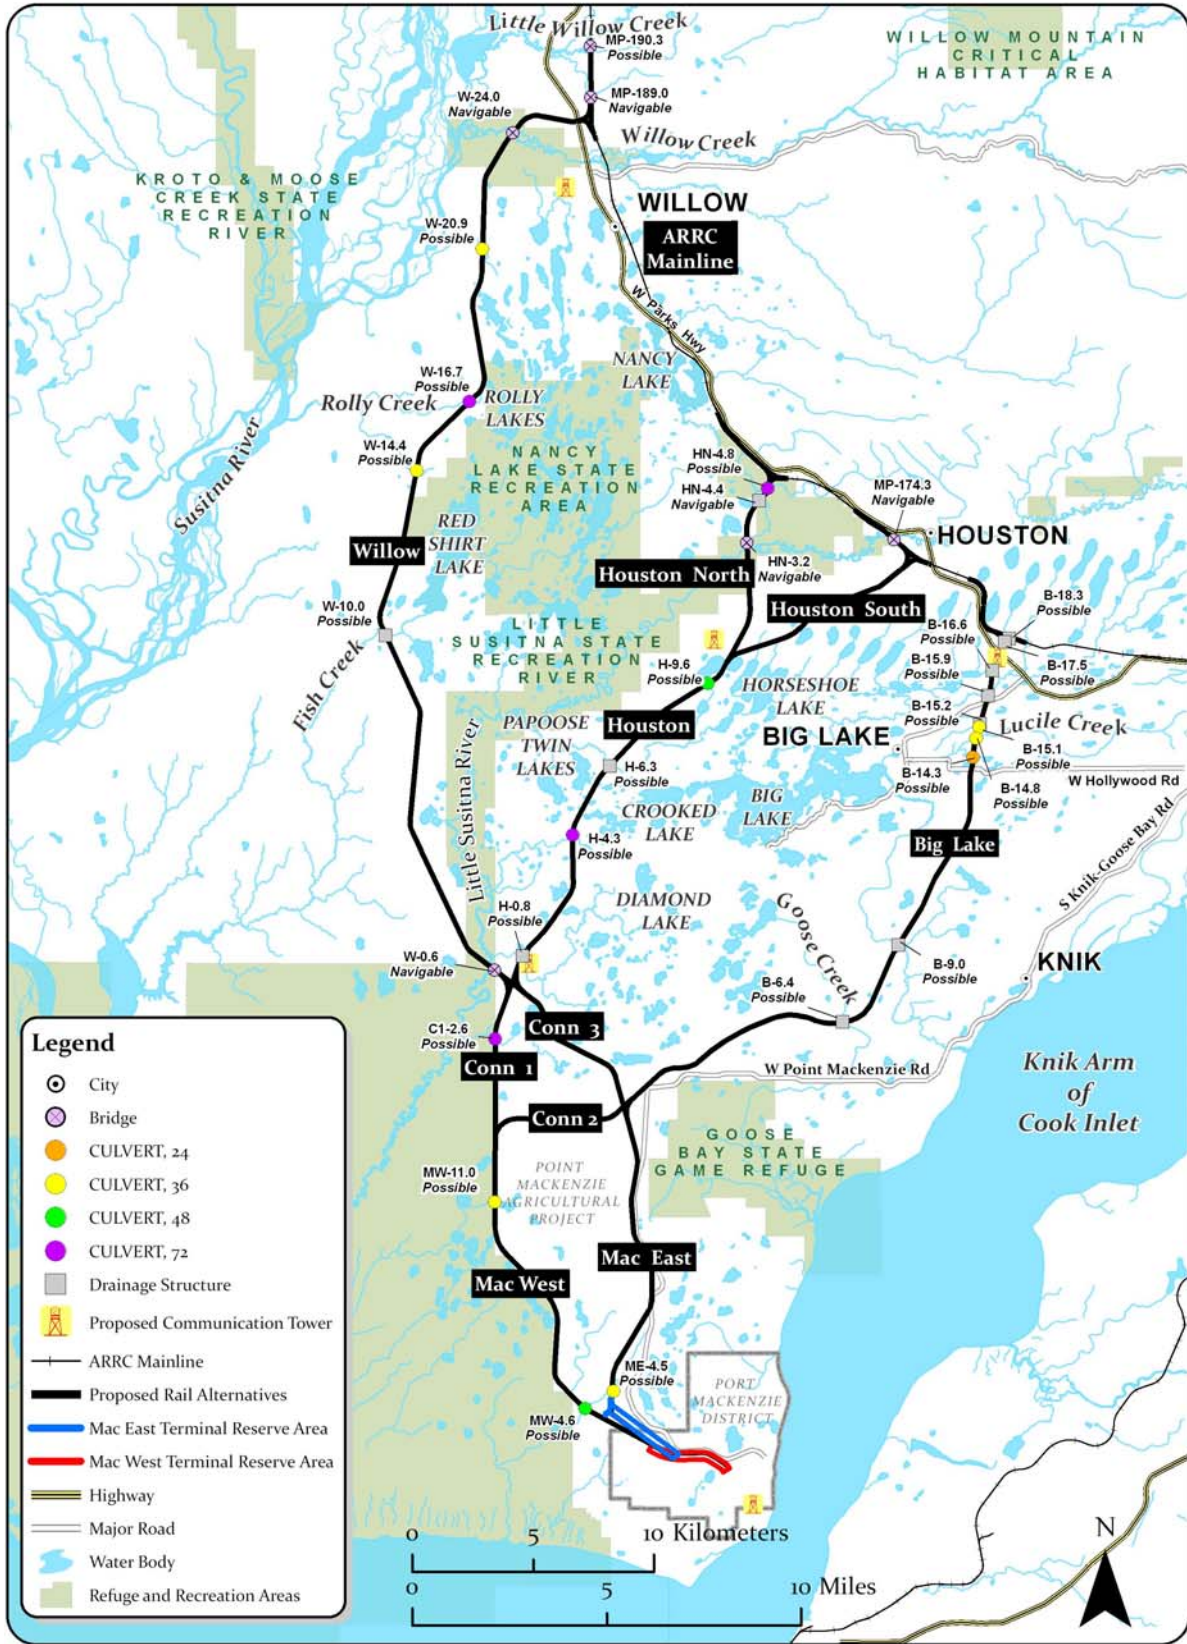 Little Willow Creek
MP-190.3
Possible
WILLOW MOUNTAIN
CRITICAL
HABITAT AREA
W-24.0
Navigable
MP-189.0
Navigable
Willow Creek
KROTO & MOOSE
CREEK STATE
RECREATION
RIVER
WILLOW
ARRC
Mainline
W-20.9
Possible
W Parks Hwy
NANCY
LAKE
W-16.7
Possible
Rolly Creek
ROLLY
LAKES
Susitna River
W-14.4
Possible
NANCY
LAKE STATE
RECREATION
AREA
HN-4.8
Possible
HN-4.4
Navigable
MP-174.3
Navigable
HOUSTON
RED
SHIRT
LAKE
Willow
HN-3.2
Navigable
Houston North
Houston South
W-10.0
Possible
Fish Creek
LITTLE
SUSITNA STATE
RECREATION
RIVER
B-18.3
Possible
B-16.6
Possible
B-17.5
Possible
B-15.9
Possible
H-9.6
Possible
HORSESHOE
LAKE
Houston
PAPOOSE
TWIN
LAKES
Little Susitna River
B-15.2
Possible
Lucile Creek
BIG LAKE
B-15.1
Possible
H-6.3
Possible
B-14.3
Possible
B-14.8
Possible
W Hollywood Rd
CROOKED
LAKE
BIG
LAKE
H-4.3
Possible
Big Lake
S Knik-Goose Bay Rd
DIAMOND
LAKE
H-0.8
Possible
Goose Creek
W-0.6
Navigable
B-9.0
Possible
KNIK
B-6.4
Possible
Conn 3
C1-2.6
Possible
Conn 1
W Point Mackenzie Rd
Knik Arm
of
Cook Inlet
Conn 2
GOOSE
BAY STATE
GAME REFUGE
POINT
MACKENZIE
AGRICULTURAL
PROJECT
MW-11.0
Possible
Mac East
Mac West
ME-4.5
Possible
PORT
MACKENZIE
DISTRICT
MW-4.6
Possible
Legend
City
Bridge
CULVERT, 24
CULVERT, 36
CULVERT, 48
CULVERT, 72
Drainage Structure
Proposed Communication Tower
ARRC Mainline
Proposed Rail Alternatives
Mac East Terminal Reserve Area
Mac West Terminal Reserve Area
Highway
Major Road
Water Body
Refuge and Recreation Areas
0 5 10 Kilometers
0 5 10 Miles
N